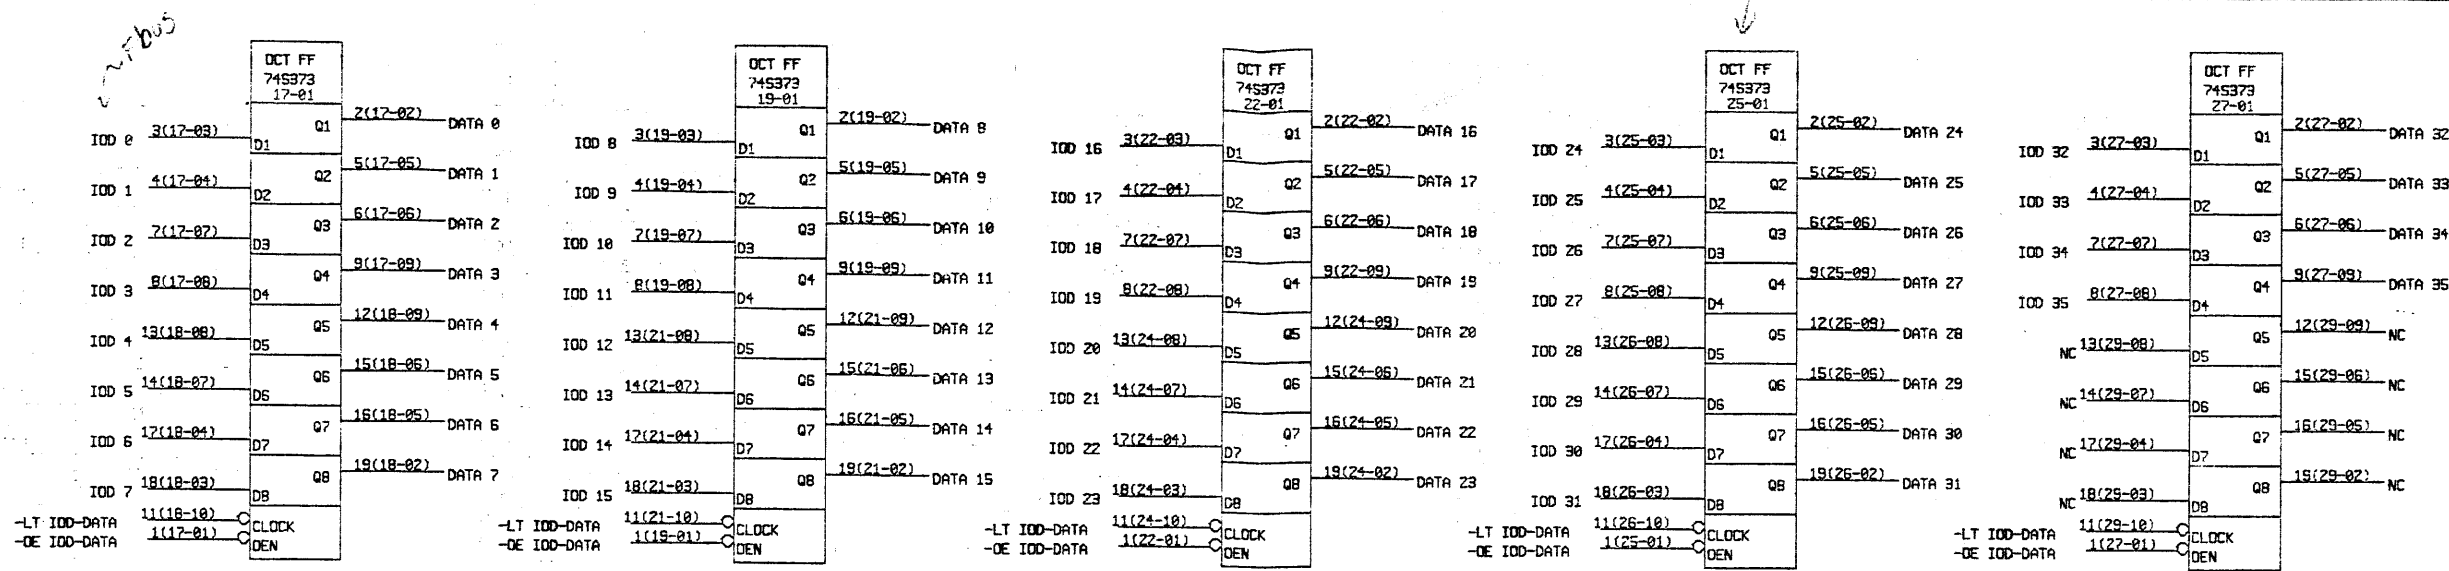 bus
OCT FF
74S373
17-01
IOD 0 3(17-03) D1 Q1 2(17-02) DATA 0
IOD 1 4(17-04) D2 Q2 5(17-05) DATA 1
IOD 2 7(17-07) D3 Q3 6(17-06) DATA 2
IOD 3 8(17-08) D4 Q4 9(17-09) DATA 3
IOD 4 13(18-08) D5 Q5 12(18-09) DATA 4
IOD 5 14(18-07) D6 Q6 15(18-06) DATA 5
IOD 6 17(18-04) D7 Q7 16(18-05) DATA 6
IOD 7 18(18-03) D8 Q8 19(18-02) DATA 7
-LT IOD-DATA 11(18-10) CLOCK
-OE IOD-DATA 1(17-01) OEN
OCT FF
74S373
19-01
IOD 8 3(19-03) D1 Q1 2(19-02) DATA 8
IOD 9 4(19-04) D2 Q2 5(19-05) DATA 9
IOD 10 7(19-07) D3 Q3 6(19-06) DATA 10
IOD 11 8(19-08) D4 Q4 9(19-09) DATA 11
IOD 12 13(21-08) D5 Q5 12(21-09) DATA 12
IOD 13 14(21-07) D6 Q6 15(21-06) DATA 13
IOD 14 17(21-04) D7 Q7 16(21-05) DATA 14
IOD 15 18(21-03) D8 Q8 19(21-02) DATA 15
-LT IOD-DATA 11(21-10) CLOCK
-OE IOD-DATA 1(19-01) OEN
OCT FF
74S373
22-01
IOD 16 3(22-03) D1 Q1 2(22-02) DATA 16
IOD 17 4(22-04) D2 Q2 5(22-05) DATA 17
IOD 18 7(22-07) D3 Q3 6(22-06) DATA 18
IOD 19 8(22-08) D4 Q4 9(22-09) DATA 19
IOD 20 13(24-08) D5 Q5 12(24-09) DATA 20
IOD 21 14(24-07) D6 Q6 15(24-06) DATA 21
IOD 22 17(24-04) D7 Q7 16(24-05) DATA 22
IOD 23 18(24-03) D8 Q8 19(24-02) DATA 23
-LT IOD-DATA 11(24-10) CLOCK
-OE IOD-DATA 1(22-01) OEN
OCT FF
74S373
25-01
IOD 24 3(25-03) D1 Q1 2(25-02) DATA 24
IOD 25 4(25-04) D2 Q2 5(25-05) DATA 25
IOD 26 7(25-07) D3 Q3 6(25-06) DATA 26
IOD 27 8(25-08) D4 Q4 9(25-09) DATA 27
IOD 28 13(26-08) D5 Q5 12(26-09) DATA 28
IOD 29 14(26-07) D6 Q6 15(26-06) DATA 29
IOD 30 17(26-04) D7 Q7 16(26-05) DATA 30
IOD 31 18(26-03) D8 Q8 19(26-02) DATA 31
-LT IOD-DATA 11(26-10) CLOCK
-OE IOD-DATA 1(25-01) OEN
OCT FF
74S373
27-01
IOD 32 3(27-03) D1 Q1 2(27-02) DATA 32
IOD 33 4(27-04) D2 Q2 5(27-05) DATA 33
IOD 34 7(27-07) D3 Q3 6(27-06) DATA 34
IOD 35 8(27-08) D4 Q4 9(27-09) DATA 35
NC 13(29-08) D5 Q5 12(29-09) NC
NC 14(29-07) D6 Q6 15(29-06) NC
NC 17(29-04) D7 Q7 16(29-05) NC
NC 18(29-03) D8 Q8 19(29-02) NC
-LT IOD-DATA 11(29-10) CLOCK
-OE IOD-DATA 1(27-01) OEN